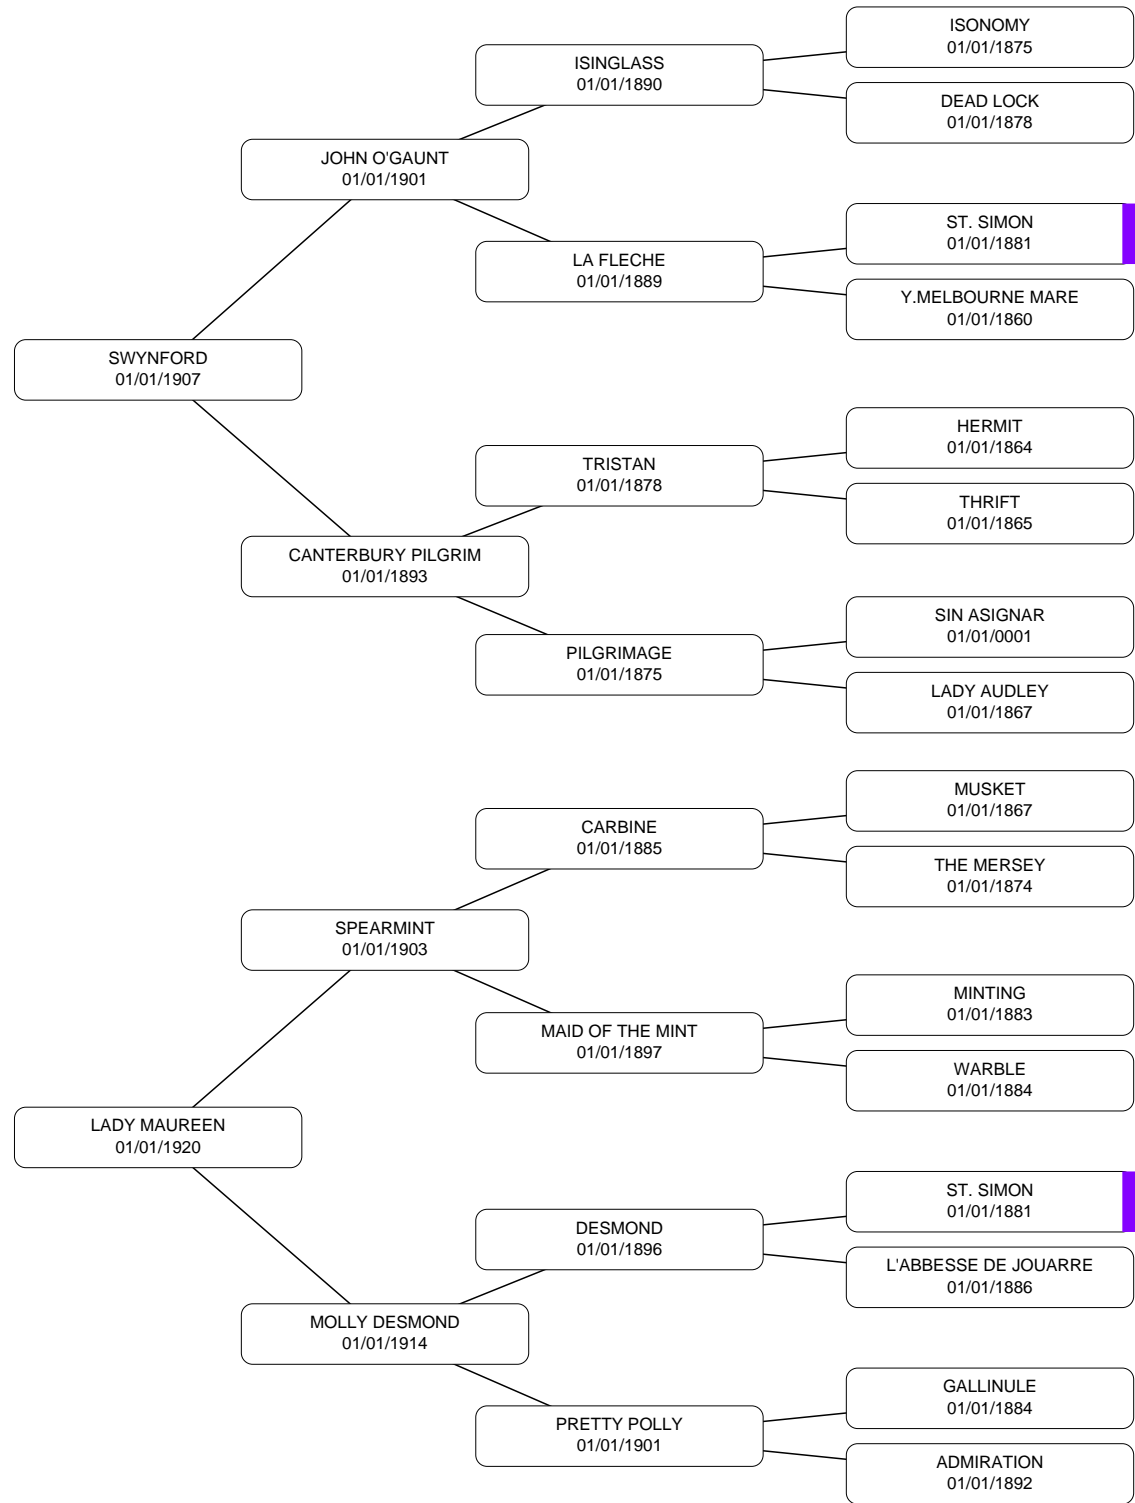 ISONOMY
01/01/1875
ISINGLASS
01/01/1890
DEAD LOCK
01/01/1878
JOHN O'GAUNT
01/01/1901
ST. SIMON
01/01/1881
LA FLECHE
01/01/1889
Y.MELBOURNE MARE
01/01/1860
SWYNFORD
01/01/1907
HERMIT
01/01/1864
TRISTAN
01/01/1878
THRIFT
01/01/1865
CANTERBURY PILGRIM
01/01/1893
SIN ASIGNAR
01/01/0001
PILGRIMAGE
01/01/1875
LADY AUDLEY
01/01/1867
MUSKET
01/01/1867
CARBINE
01/01/1885
THE MERSEY
01/01/1874
SPEARMINT
01/01/1903
MINTING
01/01/1883
MAID OF THE MINT
01/01/1897
WARBLE
01/01/1884
LADY MAUREEN
01/01/1920
ST. SIMON
01/01/1881
DESMOND
01/01/1896
L'ABBESSE DE JOUARRE
01/01/1886
MOLLY DESMOND
01/01/1914
GALLINULE
01/01/1884
PRETTY POLLY
01/01/1901
ADMIRATION
01/01/1892